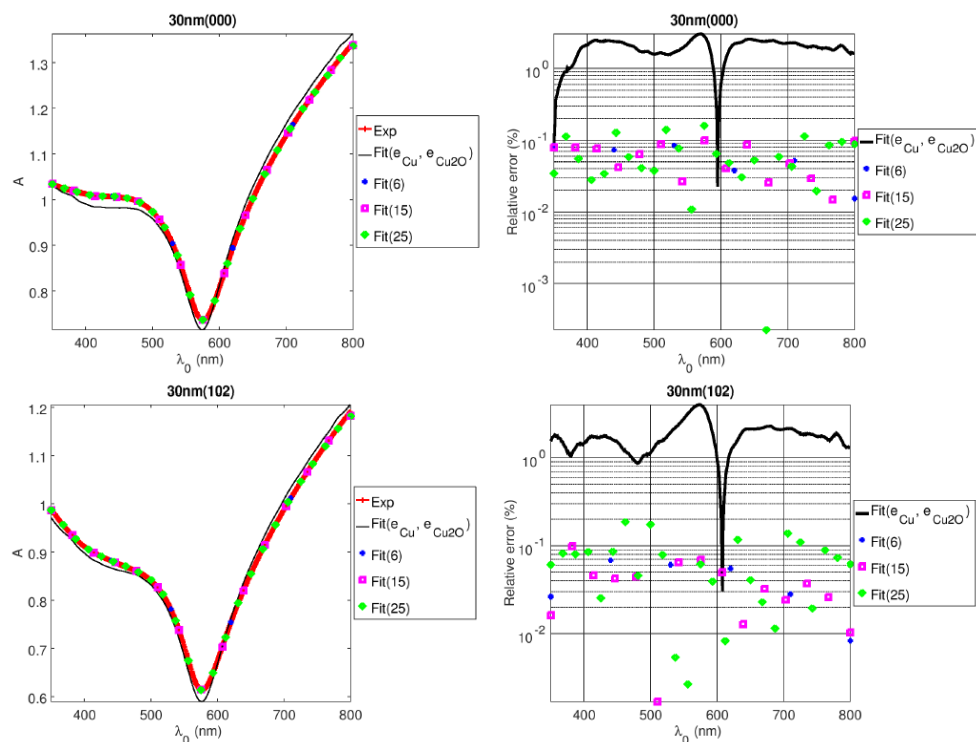 30nm(000)
A
1.3
1.2
1.1
1
0.9
0.8
400 500 600 700 800
λ0 (nm)
Exp
Fit(eCu, eCu2O)
Fit(6)
Fit(15)
Fit(25)
30nm(000)
Relative error (%)
10^0
10^-1
10^-2
10^-3
400 500 600 700 800
λ0 (nm)
Fit(eCu, eCu2O)
Fit(6)
Fit(15)
Fit(25)
30nm(102)
A
1.2
1.1
1
0.9
0.8
0.7
0.6
400 500 600 700 800
λ0 (nm)
Exp
Fit(eCu, eCu2O)
Fit(6)
Fit(15)
Fit(25)
30nm(102)
Relative error (%)
10^0
10^-1
10^-2
400 500 600 700 800
λ0 (nm)
Fit(eCu, eCu2O)
Fit(6)
Fit(15)
Fit(25)